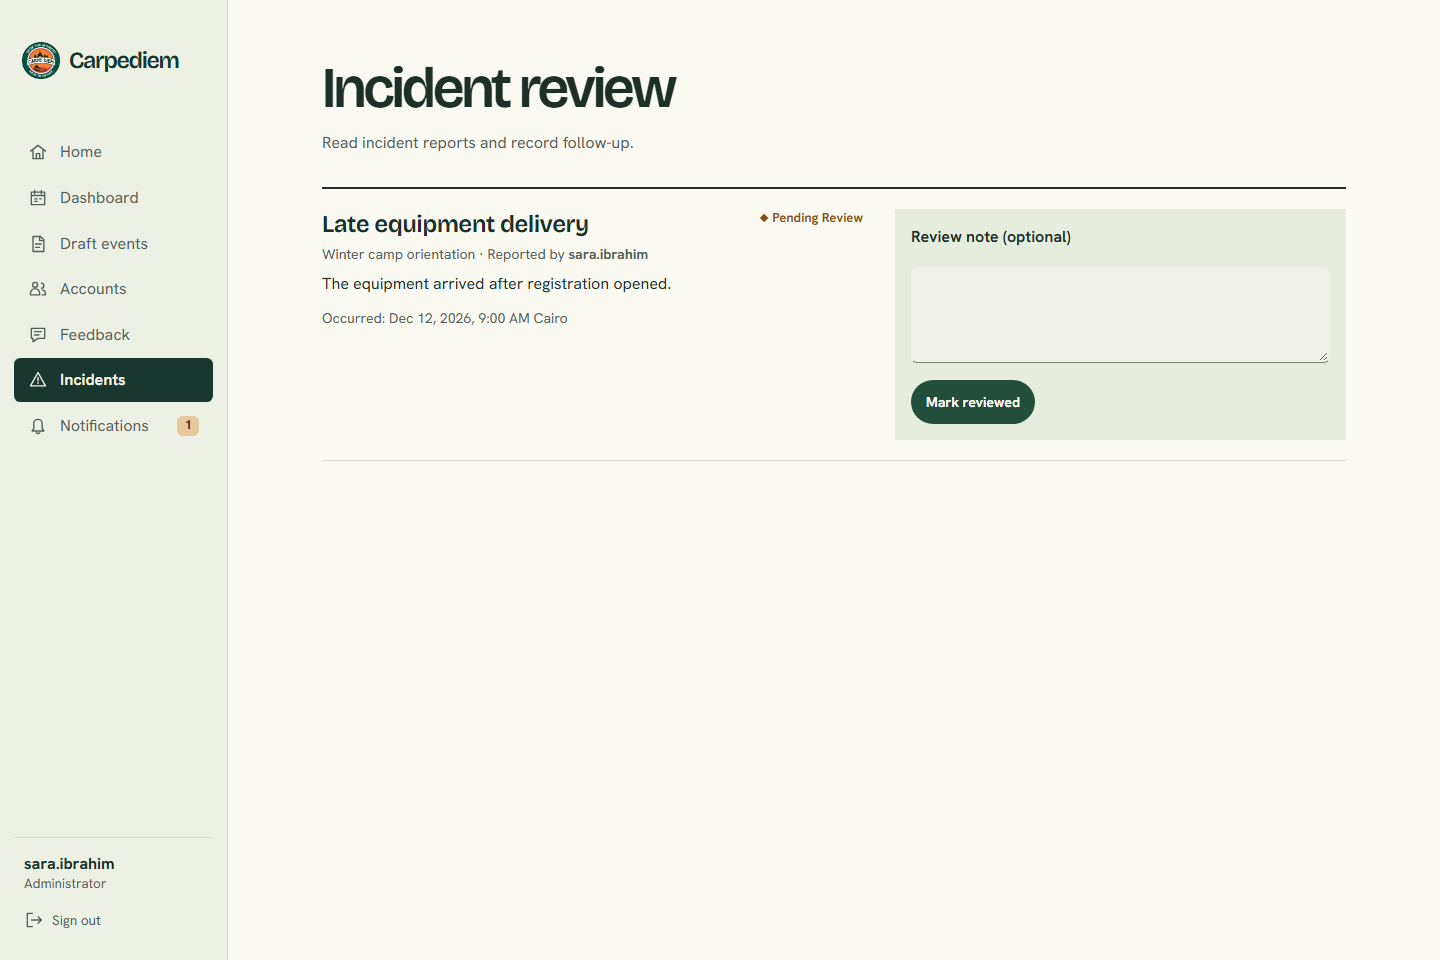 Carpediem
Home
Dashboard
Draft events
Accounts
Feedback
Incidents
Notifications 1
sara.ibrahim
Administrator
Sign out
Incident review
Read incident reports and record follow-up.
Late equipment delivery
◆ Pending Review
Winter camp orientation · Reported by sara.ibrahim
The equipment arrived after registration opened.
Occurred: Dec 12, 2026, 9:00 AM Cairo
Review note (optional)
Mark reviewed